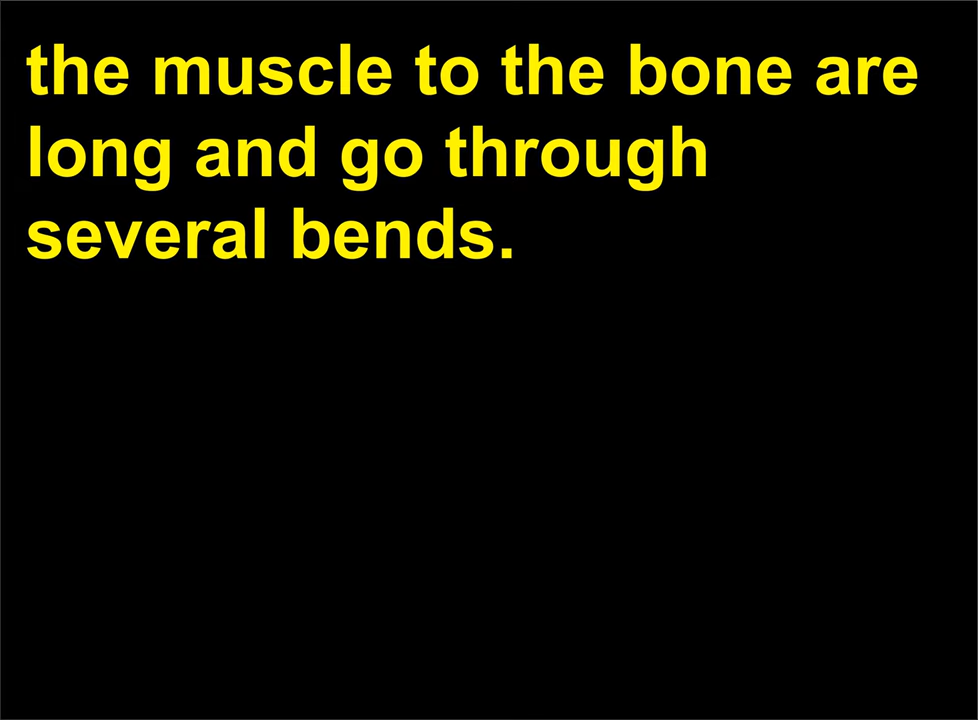 the muscle to the bone are
long and go through
several bends.